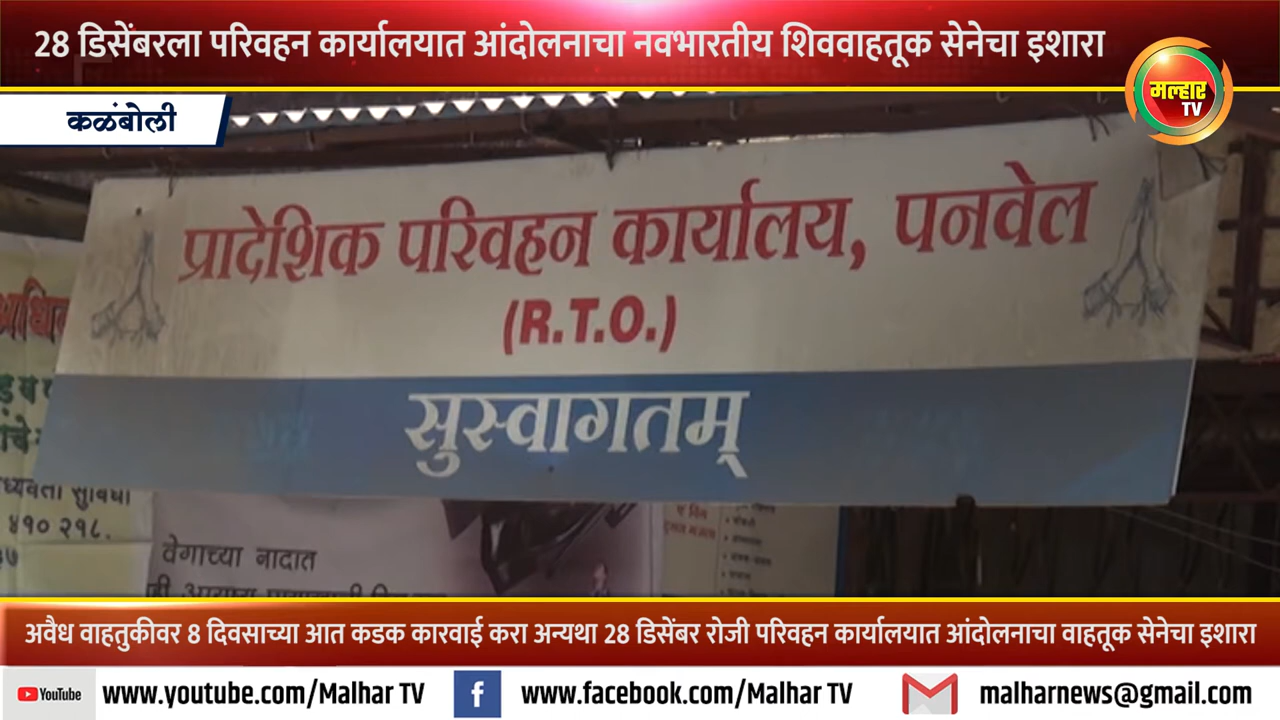 28 डिसेंबरला परिवहन कार्यालयात आंदोलनाचा नवभारतीय शिववाहतूक सेनेचा इशारा
मल्हार
TV
कळंबोली
प्रादेशिक परिवहन कार्यालय, पनवेल
(R.T.O.)
सुस्वागतम्
४१० २१८.
वेगाच्या नादात
अवैध वाहतुकीवर 8 दिवसाच्या आत कडक कारवाई करा अन्यथा 28 डिसेंबर रोजी परिवहन कार्यालयात आंदोलनाचा वाहतूक सेनेचा इशारा
YouTube www.youtube.com/Malhar TV f www.facebook.com/Malhar TV malharnews@gmail.com